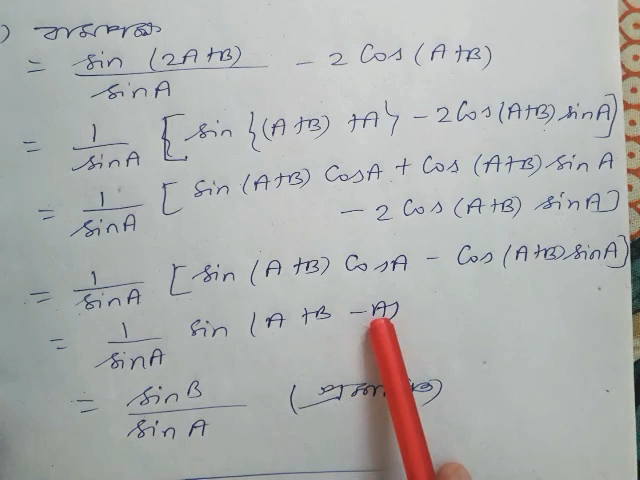 ) বামপক্ষ
= sin (2A+B) / sinA - 2 Cos (A+B)
= 1/sinA [sin {(A+B) +A} - 2Cos(A+B) sinA]
= 1/sinA [sin (A+B) CosA + Cos (A+B) sinA
- 2 Cos (A+B) sinA]
= 1/sinA [sin (A+B) CosA - Cos (A+B) sinA]
= 1/sinA sin (A +B -A)
= sinB / sin A (প্রমাণিত)